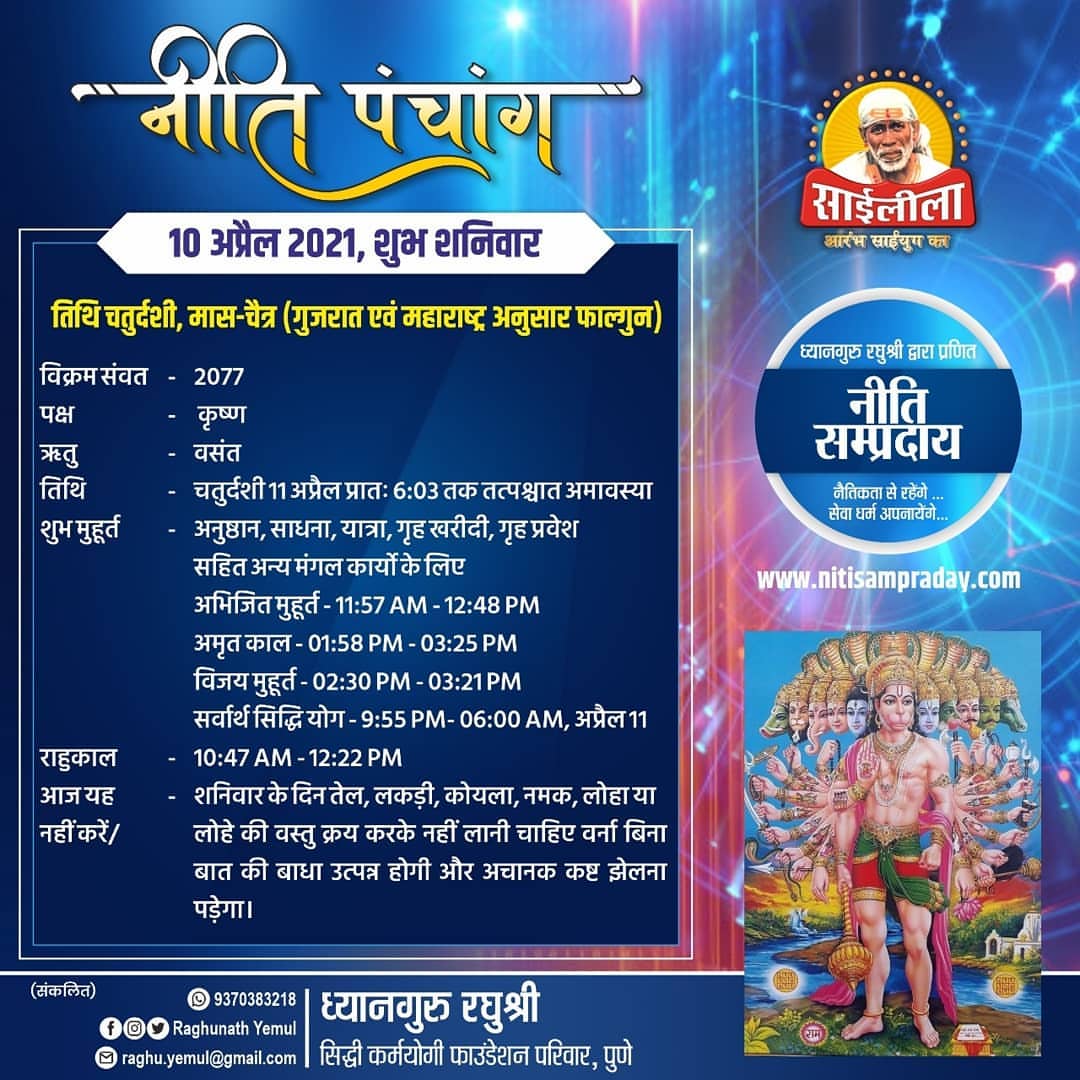 नीति पंचांग
साईलीला
आरंभ साईयुग का
10 अप्रैल 2021, शुभ शनिवार
तिथि चतुर्दशी, मास-चैत्र (गुजरात एवं महाराष्ट्र अनुसार फाल्गुन)
विक्रम संवत - 2077
पक्ष - कृष्ण
ऋतु - वसंत
तिथि - चतुर्दशी 11 अप्रैल प्रातः 6:03 तक तत्पश्चात अमावस्या
शुभ मुहूर्त - अनुष्ठान, साधना, यात्रा, गृह खरीदी, गृह प्रवेश
सहित अन्य मंगल कार्यो के लिए
अभिजित मुहूर्त - 11:57 AM - 12:48 PM
अमृत काल - 01:58 PM - 03:25 PM
विजय मुहूर्त - 02:30 PM - 03:21 PM
सर्वार्थ सिद्धि योग - 9:55 PM- 06:00 AM, अप्रैल 11
राहुकाल - 10:47 AM - 12:22 PM
आज यह - शनिवार के दिन तेल, लकड़ी, कोयला, नमक, लोहा या
नहीं करें/ लोहे की वस्तु क्रय करके नहीं लानी चाहिए वर्ना बिना
बात की बाधा उत्पन्न होगी और अचानक कष्ट झेलना
पड़ेगा।
ध्यानगुरु रघुश्री द्वारा प्रणित
नीति
सम्प्रदाय
नैतिकता से रहेंगे ...
सेवा धर्म अपनायेंगे...
www.nitisampraday.com
राम
(संकलित)
9370383218
Raghunath Yemul
raghu.yemul@gmail.com
ध्यानगुरु रघुश्री
सिद्धी कर्मयोगी फाउंडेशन परिवार, पुणे